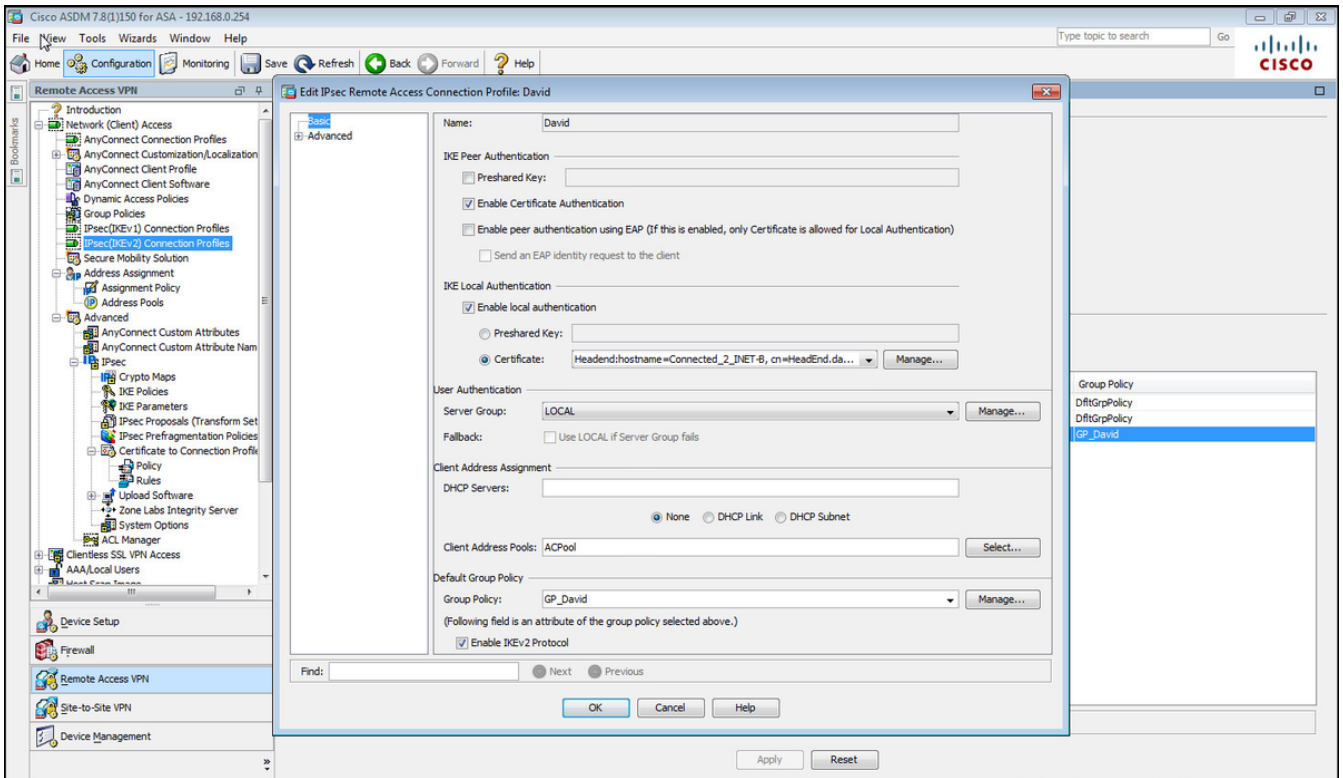 Cisco ASDM 7.8(1)150 for ASA - 192.168.0.254
File View Tools Wizards Window Help
Type topic to search Go
Home Configuration Monitoring Save Refresh Back Forward Help
CISCO
Bookmarks
Remote Access VPN
Introduction
Network (Client) Access
AnyConnect Connection Profiles
AnyConnect Customization/Localization
AnyConnect Client Profile
AnyConnect Client Software
Dynamic Access Policies
Group Policies
IPsec(IKEv1) Connection Profiles
IPsec(IKEv2) Connection Profiles
Secure Mobility Solution
Address Assignment
Assignment Policy
Address Pools
Advanced
AnyConnect Custom Attributes
AnyConnect Custom Attribute Nam
IPsec
Crypto Maps
IKE Policies
IKE Parameters
IPsec Proposals (Transform Set
IPsec Prefragmentation Policies
Certificate to Connection Profile
Policy
Rules
Upload Software
Zone Labs Integrity Server
System Options
ACL Manager
Clientless SSL VPN Access
AAA/Local Users
Host Scan Image
Device Setup
Firewall
Remote Access VPN
Site-to-Site VPN
Device Management
Edit IPsec Remote Access Connection Profile: David
Basic
Advanced
Name: David
IKE Peer Authentication
Preshared Key:
Enable Certificate Authentication
Enable peer authentication using EAP (If this is enabled, only Certificate is allowed for Local Authentication)
Send an EAP identity request to the client
IKE Local Authentication
Enable local authentication
Preshared Key:
Certificate: Headend:hostname=Connected_2_INET-B, cn=HeadEnd.da... Manage...
User Authentication
Server Group: LOCAL Manage...
Fallback: Use LOCAL if Server Group fails
Client Address Assignment
DHCP Servers:
None DHCP Link DHCP Subnet
Client Address Pools: ACPool Select...
Default Group Policy
Group Policy: GP_David Manage...
(Following field is an attribute of the group policy selected above.)
Enable IKEv2 Protocol
Find: Next Previous
OK Cancel Help
Group Policy
DfltGrpPolicy
DfltGrpPolicy
GP_David
Apply Reset